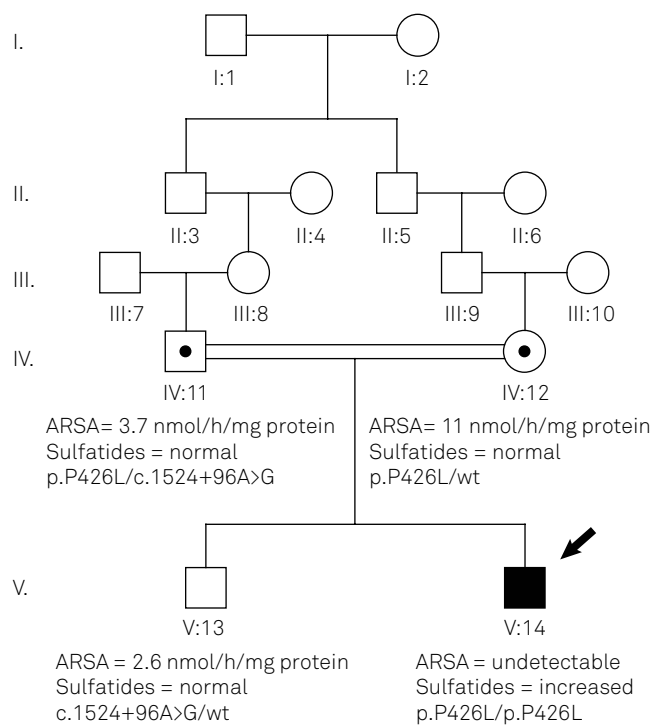 I.
I:1 I:2
II.
II:3 II:4 II:5 II:6
III.
III:7 III:8 III:9 III:10
IV.
IV:11 IV:12
ARSA= 3.7 nmol/h/mg protein ARSA= 11 nmol/h/mg protein
Sulfatides = normal Sulfatides = normal
p.P426L/c.1524+96A>G p.P426L/wt
V.
V:13 V:14
ARSA = 2.6 nmol/h/mg protein ARSA = undetectable
Sulfatides = normal Sulfatides = increased
c.1524+96A>G/wt p.P426L/p.P426L